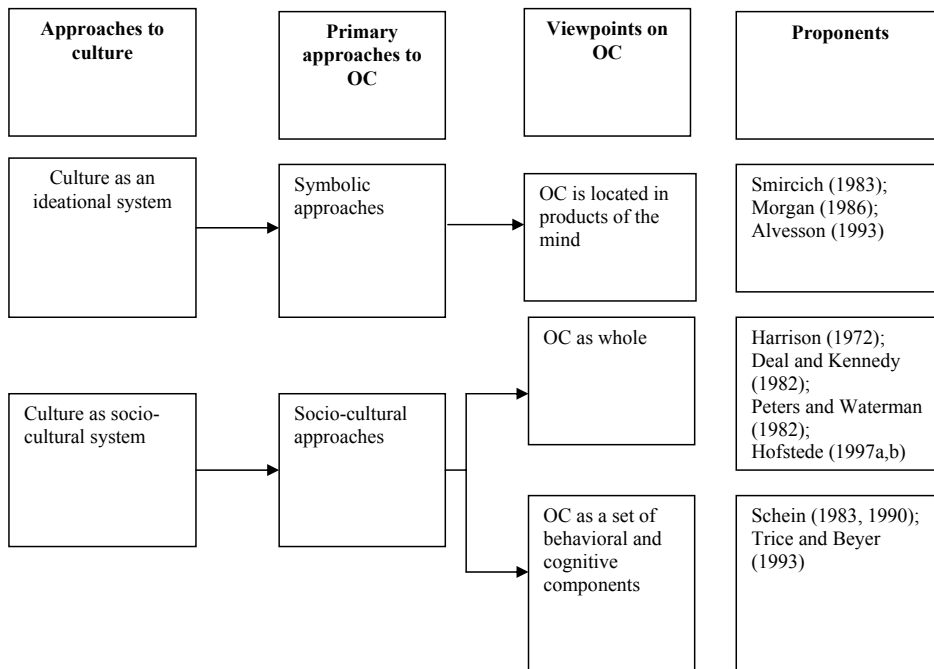 Approaches to
culture
Primary
approaches to
OC
Viewpoints on
OC
Proponents
Culture as an
ideational system
Symbolic
approaches
OC is located in
products of the
mind
Smircich (1983);
Morgan (1986);
Alvesson (1993)
Culture as socio-
cultural system
Socio-cultural
approaches
OC as whole
Harrison (1972);
Deal and Kennedy
(1982);
Peters and Waterman
(1982);
Hofstede (1997a,b)
OC as a set of
behavioral and
cognitive
components
Schein (1983, 1990);
Trice and Beyer
(1993)